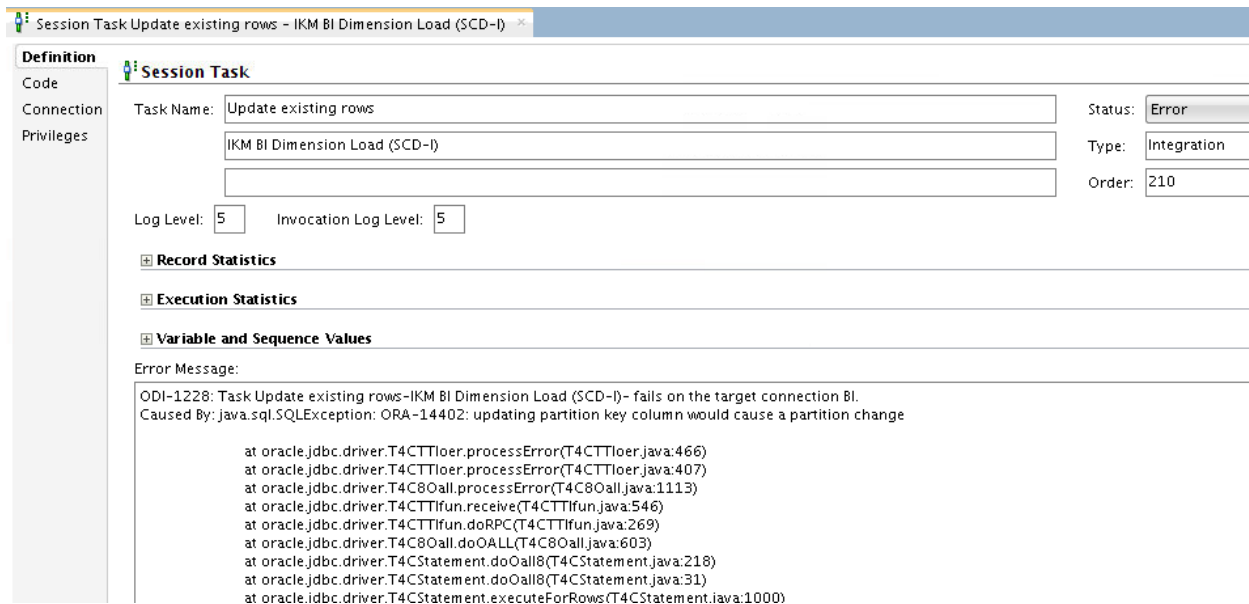 Session Task Update existing rows - IKM BI Dimension Load (SCD-I) ×
Definition
Code
Connection
Privileges
Session Task
Task Name: Update existing rows
Status: Error
IKM BI Dimension Load (SCD-I)
Type: Integration
Order: 210
Log Level: 5 Invocation Log Level: 5
Record Statistics
Execution Statistics
Variable and Sequence Values
Error Message:
ODI-1228: Task Update existing rows-IKM BI Dimension Load (SCD-I)- fails on the target connection BI.
Caused By: java.sql.SQLException: ORA-14402: updating partition key column would cause a partition change
at oracle.jdbc.driver.T4CTTIoer.processError(T4CTTIoer.java:466)
at oracle.jdbc.driver.T4CTTIoer.processError(T4CTTIoer.java:407)
at oracle.jdbc.driver.T4C8Oall.processError(T4C8Oall.java:1113)
at oracle.jdbc.driver.T4CTTIfun.receive(T4CTTIfun.java:546)
at oracle.jdbc.driver.T4CTTIfun.doRPC(T4CTTIfun.java:269)
at oracle.jdbc.driver.T4C8Oall.doOALL(T4C8Oall.java:603)
at oracle.jdbc.driver.T4CStatement.doOall8(T4CStatement.java:218)
at oracle.jdbc.driver.T4CStatement.doOall8(T4CStatement.java:31)
at oracle.jdbc.driver.T4CStatement.executeForRows(T4CStatement.java:1000)